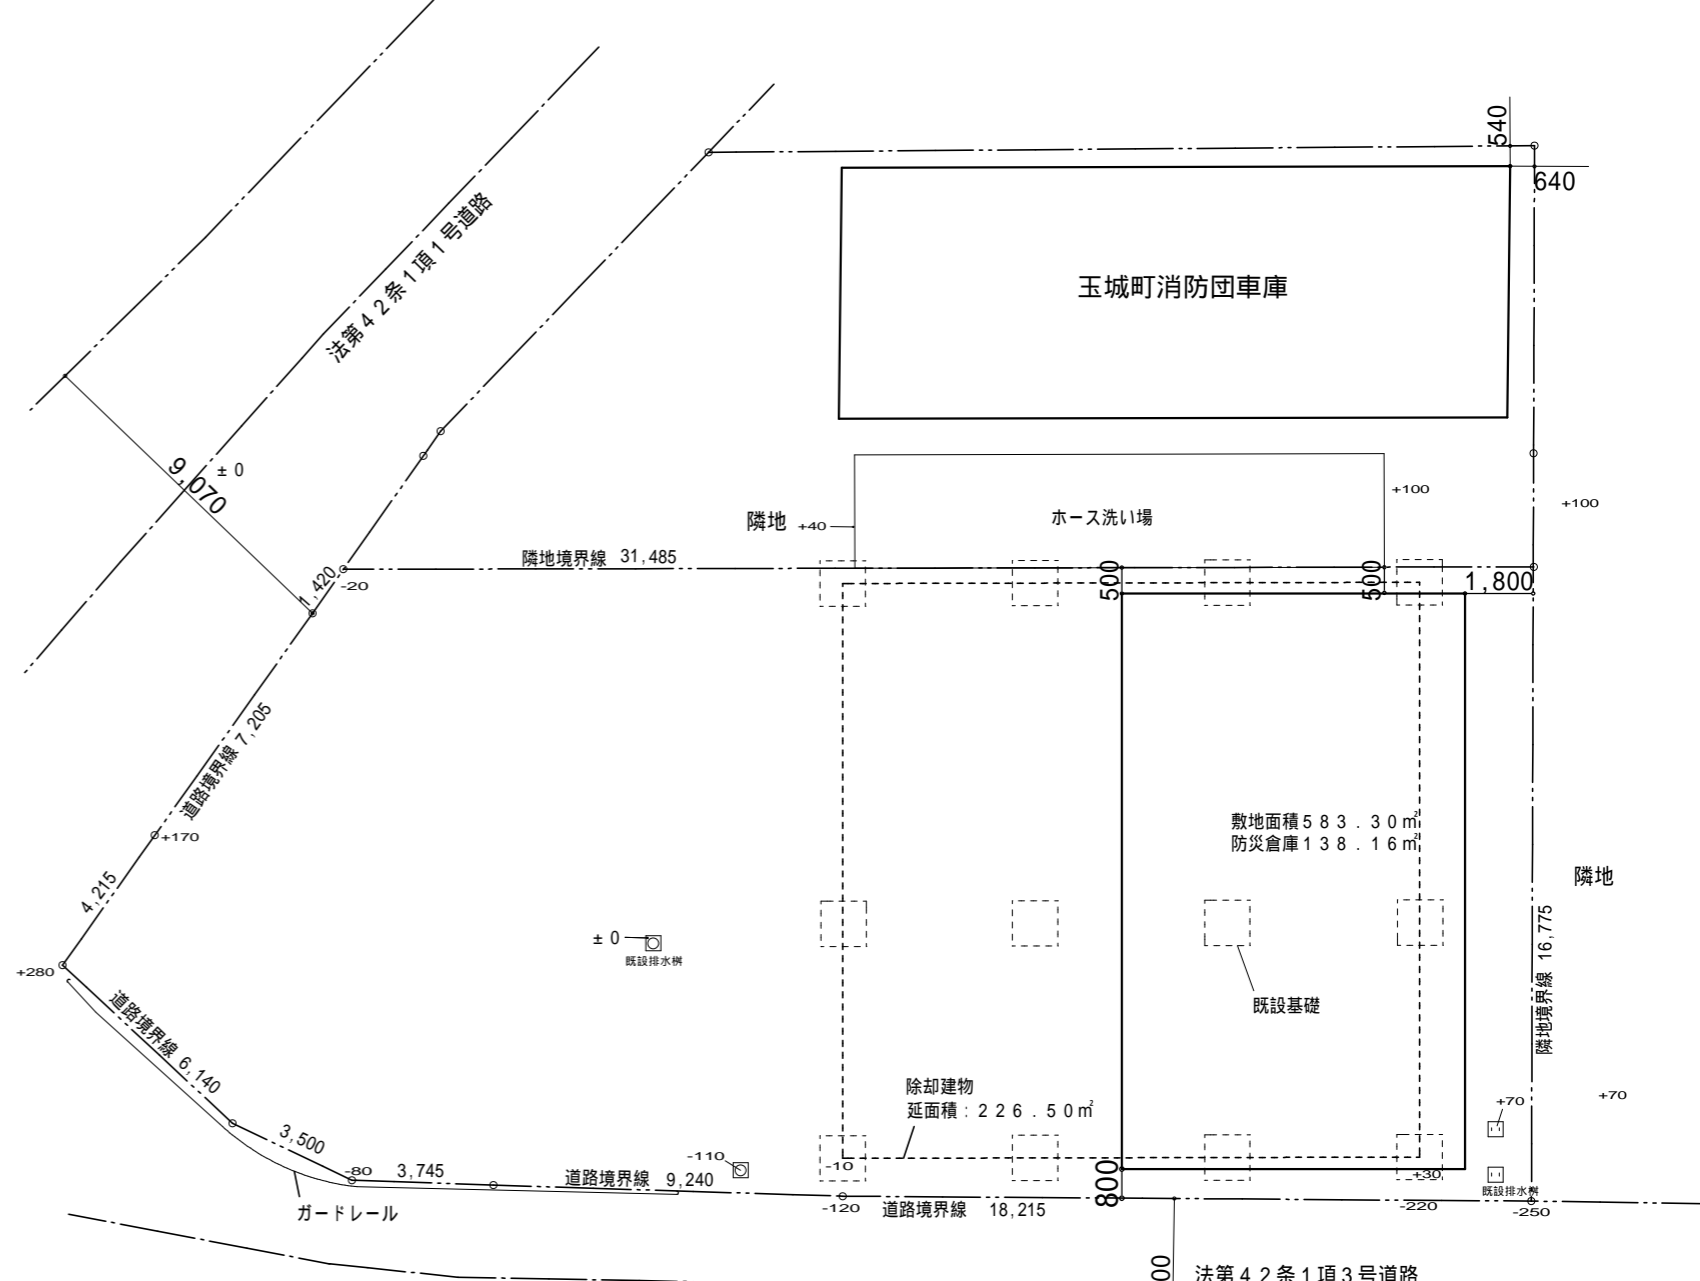 540
640
法第42条1項1号道路
玉城町消防団車庫
9,070
±0
+100
+100
隣地
+40
ホース洗い場
隣地境界線 31,485
1,420
-20
500
500
1,800
道路境界線 7,205
+170
敷地面積583.30㎡
防災倉庫138.16㎡
隣地
4,215
±0
既設排水桝
+280
隣地境界線 16,775
既設基礎
道路境界線 6,140
除却建物
延面積:226.50㎡
+70
+70
3,500
-80
3,745
道路境界線 9,240
-110
-10
+30
既設排水桝
800
ガードレール
-120
道路境界線 18,215
-220
-250
00
法第42条1項3号道路